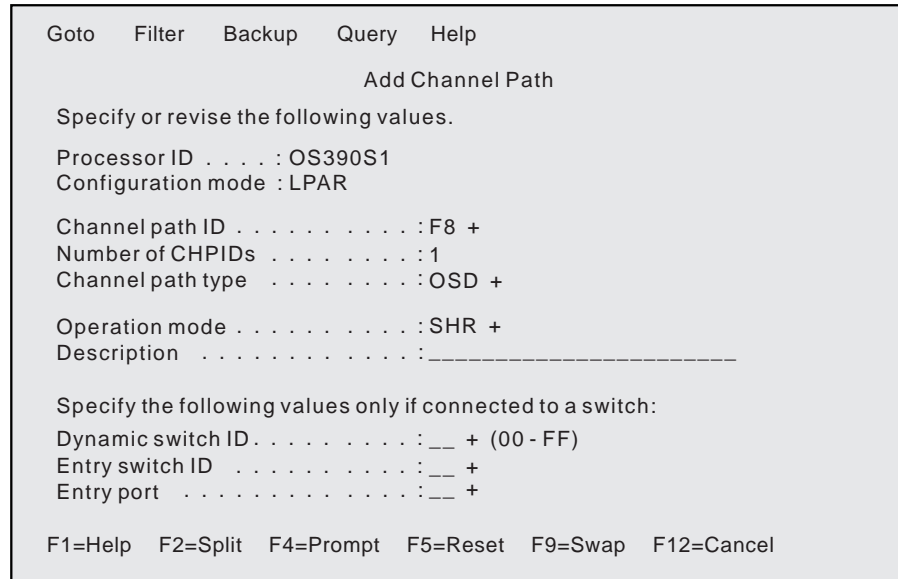 Goto Filter Backup Query Help
Add Channel Path
Specify or revise the following values.
Processor ID . . . . : OS390S1
Configuration mode : LPAR
Channel path ID . . . . . . . . . . : F8 +
Number of CHPIDs . . . . . . . . : 1
Channel path type . . . . . . . . : OSD +
Operation mode . . . . . . . . . . : SHR +
Description . . . . . . . . . . . . . : _______________________
Specify the following values only if connected to a switch:
Dynamic switch ID . . . . . . . . . : __ + (00 - FF)
Entry switch ID . . . . . . . . . . : __ +
Entry port . . . . . . . . . . . . . : __ +
F1=Help F2=Split F4=Prompt F5=Reset F9=Swap F12=Cancel